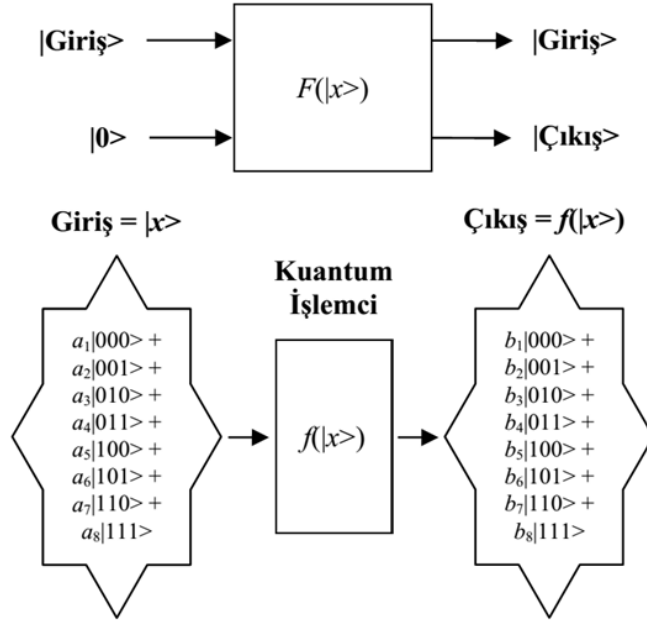 |Giriş> |Giriş>
F(|x>)
|0> |Çıkış>
Giriş = |x> Çıkış = f(|x>)
Kuantum
İşlemci
a₁|000> +
a₂|001> +
a₃|010> +
a₄|011> +
a₅|100> +
a₆|101> +
a₇|110> +
a₈|111>
f(|x>)
b₁|000> +
b₂|001> +
b₃|010> +
b₄|011> +
b₅|100> +
b₆|101> +
b₇|110> +
b₈|111>